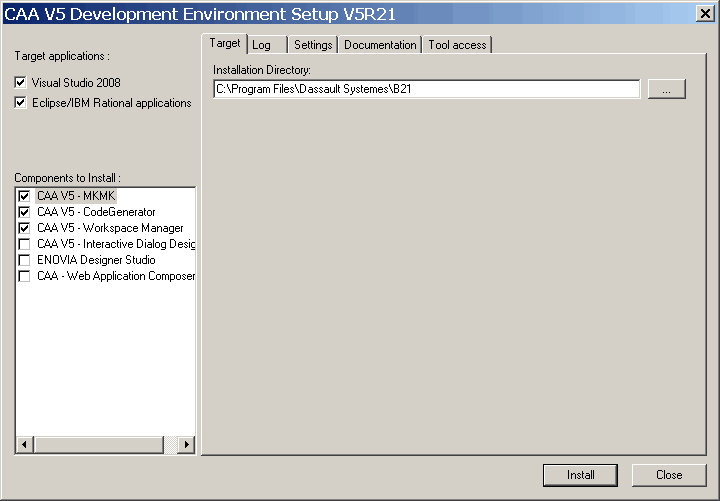 CAA V5 Development Environment Setup V5R21
Target applications :
Visual Studio 2008
Eclipse/IBM Rational applications
Components to Install :
CAA V5 - MKMK
CAA V5 - CodeGenerator
CAA V5 - Workspace Manager
CAA V5 - Interactive Dialog Desig
ENOVIA Designer Studio
CAA - Web Application Composer
Target Log Settings Documentation Tool access
Installation Directory:
C:\Program Files\Dassault Systemes\B21
...
Install Close